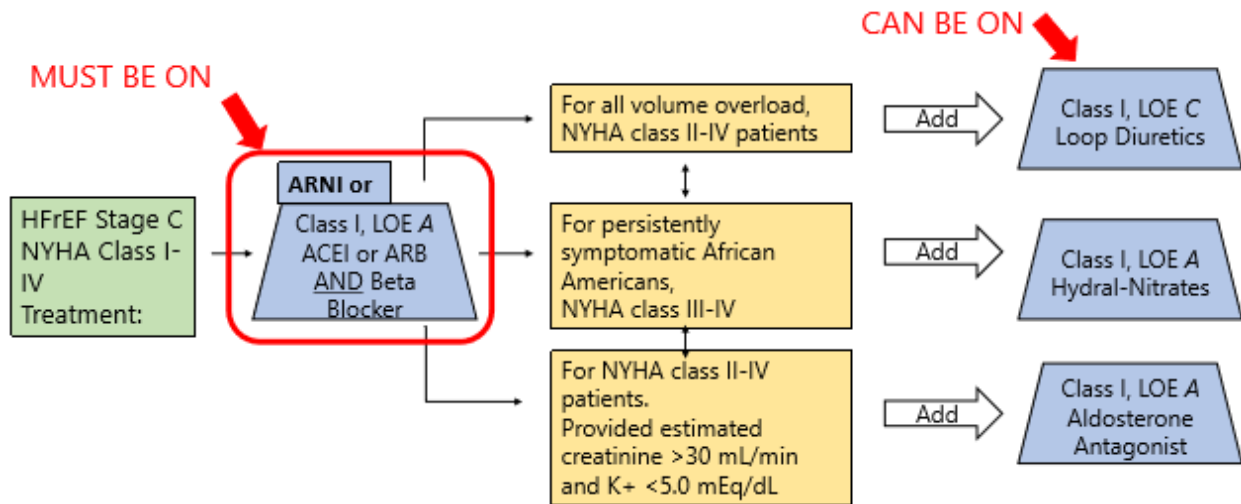 CAN BE ON
MUST BE ON
HFrEF Stage C
NYHA Class I-
IV
Treatment:
ARNI or
Class I, LOE A
ACEI or ARB
AND Beta
Blocker
For all volume overload,
NYHA class II-IV patients
Add
Class I, LOE C
Loop Diuretics
For persistently
symptomatic African
Americans,
NYHA class III-IV
Add
Class I, LOE A
Hydral-Nitrates
For NYHA class II-IV
patients.
Provided estimated
creatinine >30 mL/min
and K+ <5.0 mEq/dL
Add
Class I, LOE A
Aldosterone
Antagonist